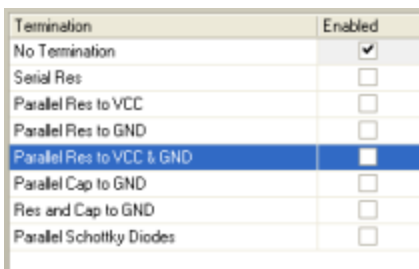 Termination Enabled
No Termination
Serial Res
Parallel Res to VCC
Parallel Res to GND
Parallel Res to VCC & GND
Parallel Cap to GND
Res and Cap to GND
Parallel Schottky Diodes